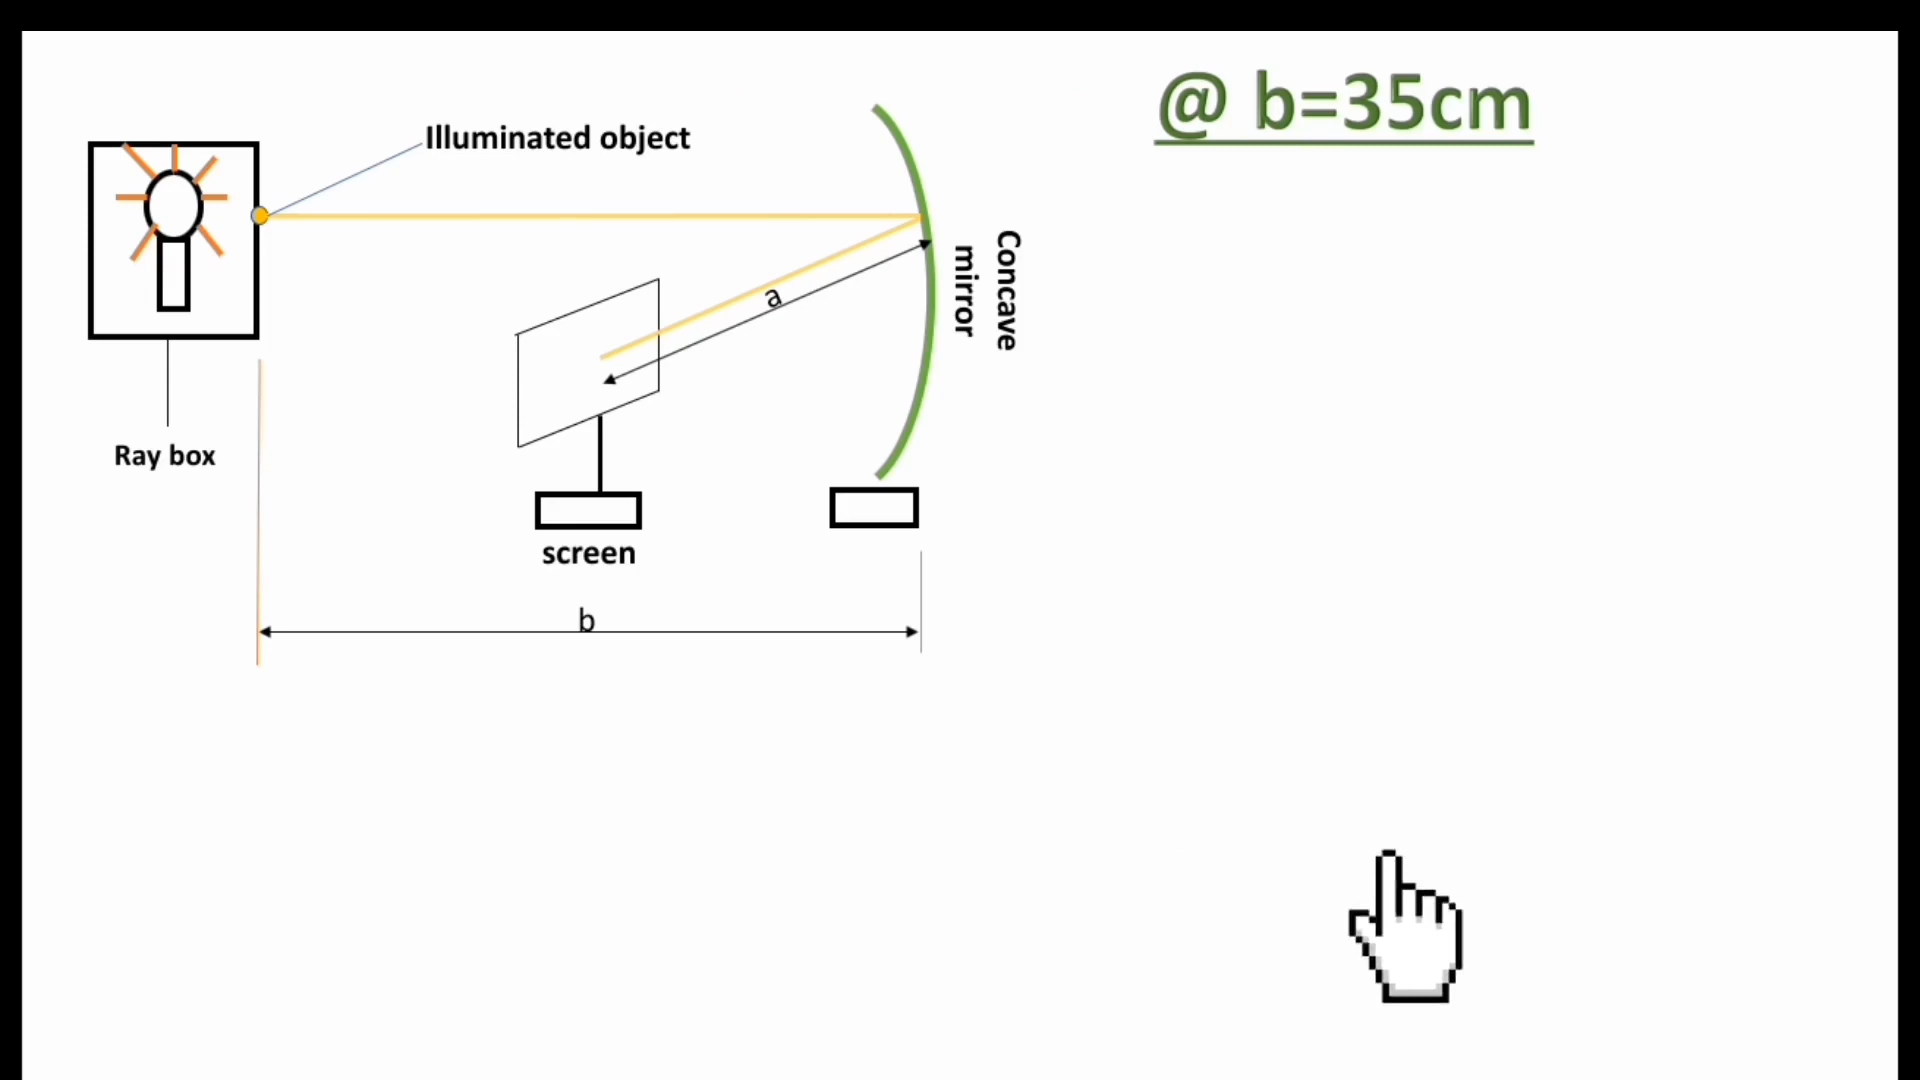 @ b=35cm
Illuminated object
Concave
mirror
a
Ray box
screen
b